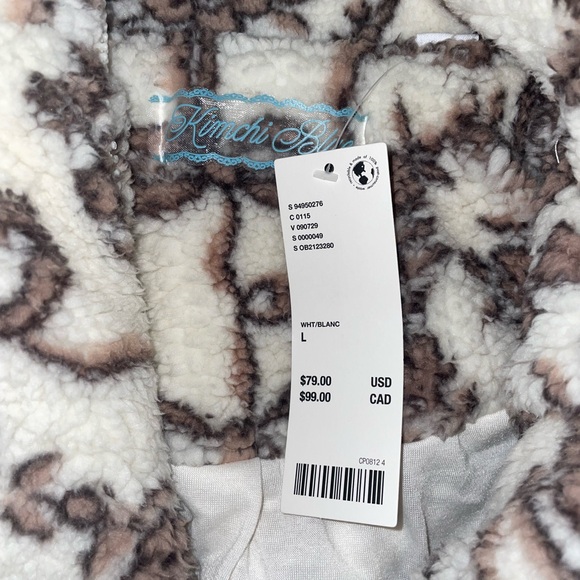 Kimchi Blue
S 94950276
C 0115
V 090729
S 0000049
S OB2123280
WHT/BLANC
L
$79.00 USD
$99.00 CAD
CP0812 4